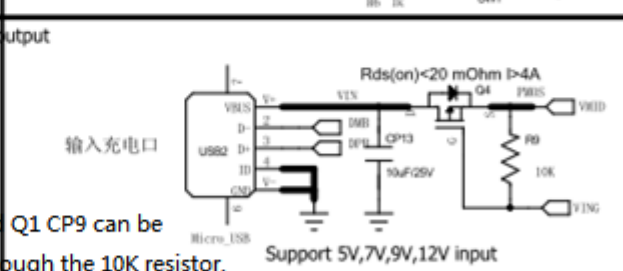 utput
Rds(on)<20 mOhm I>4A
VIN
Q4
PMOS
VMID
VBUS
V+
D-
2
DMB
D+
3
DPB
ID
4
GND
V-
USB2
输入充电口
CP13
10uF/25V
D
S
G
R9
10K
VING
Micro_USB
Q1 CP9 can be
Support 5V,7V,9V,12V input
ough the 10K resistor.